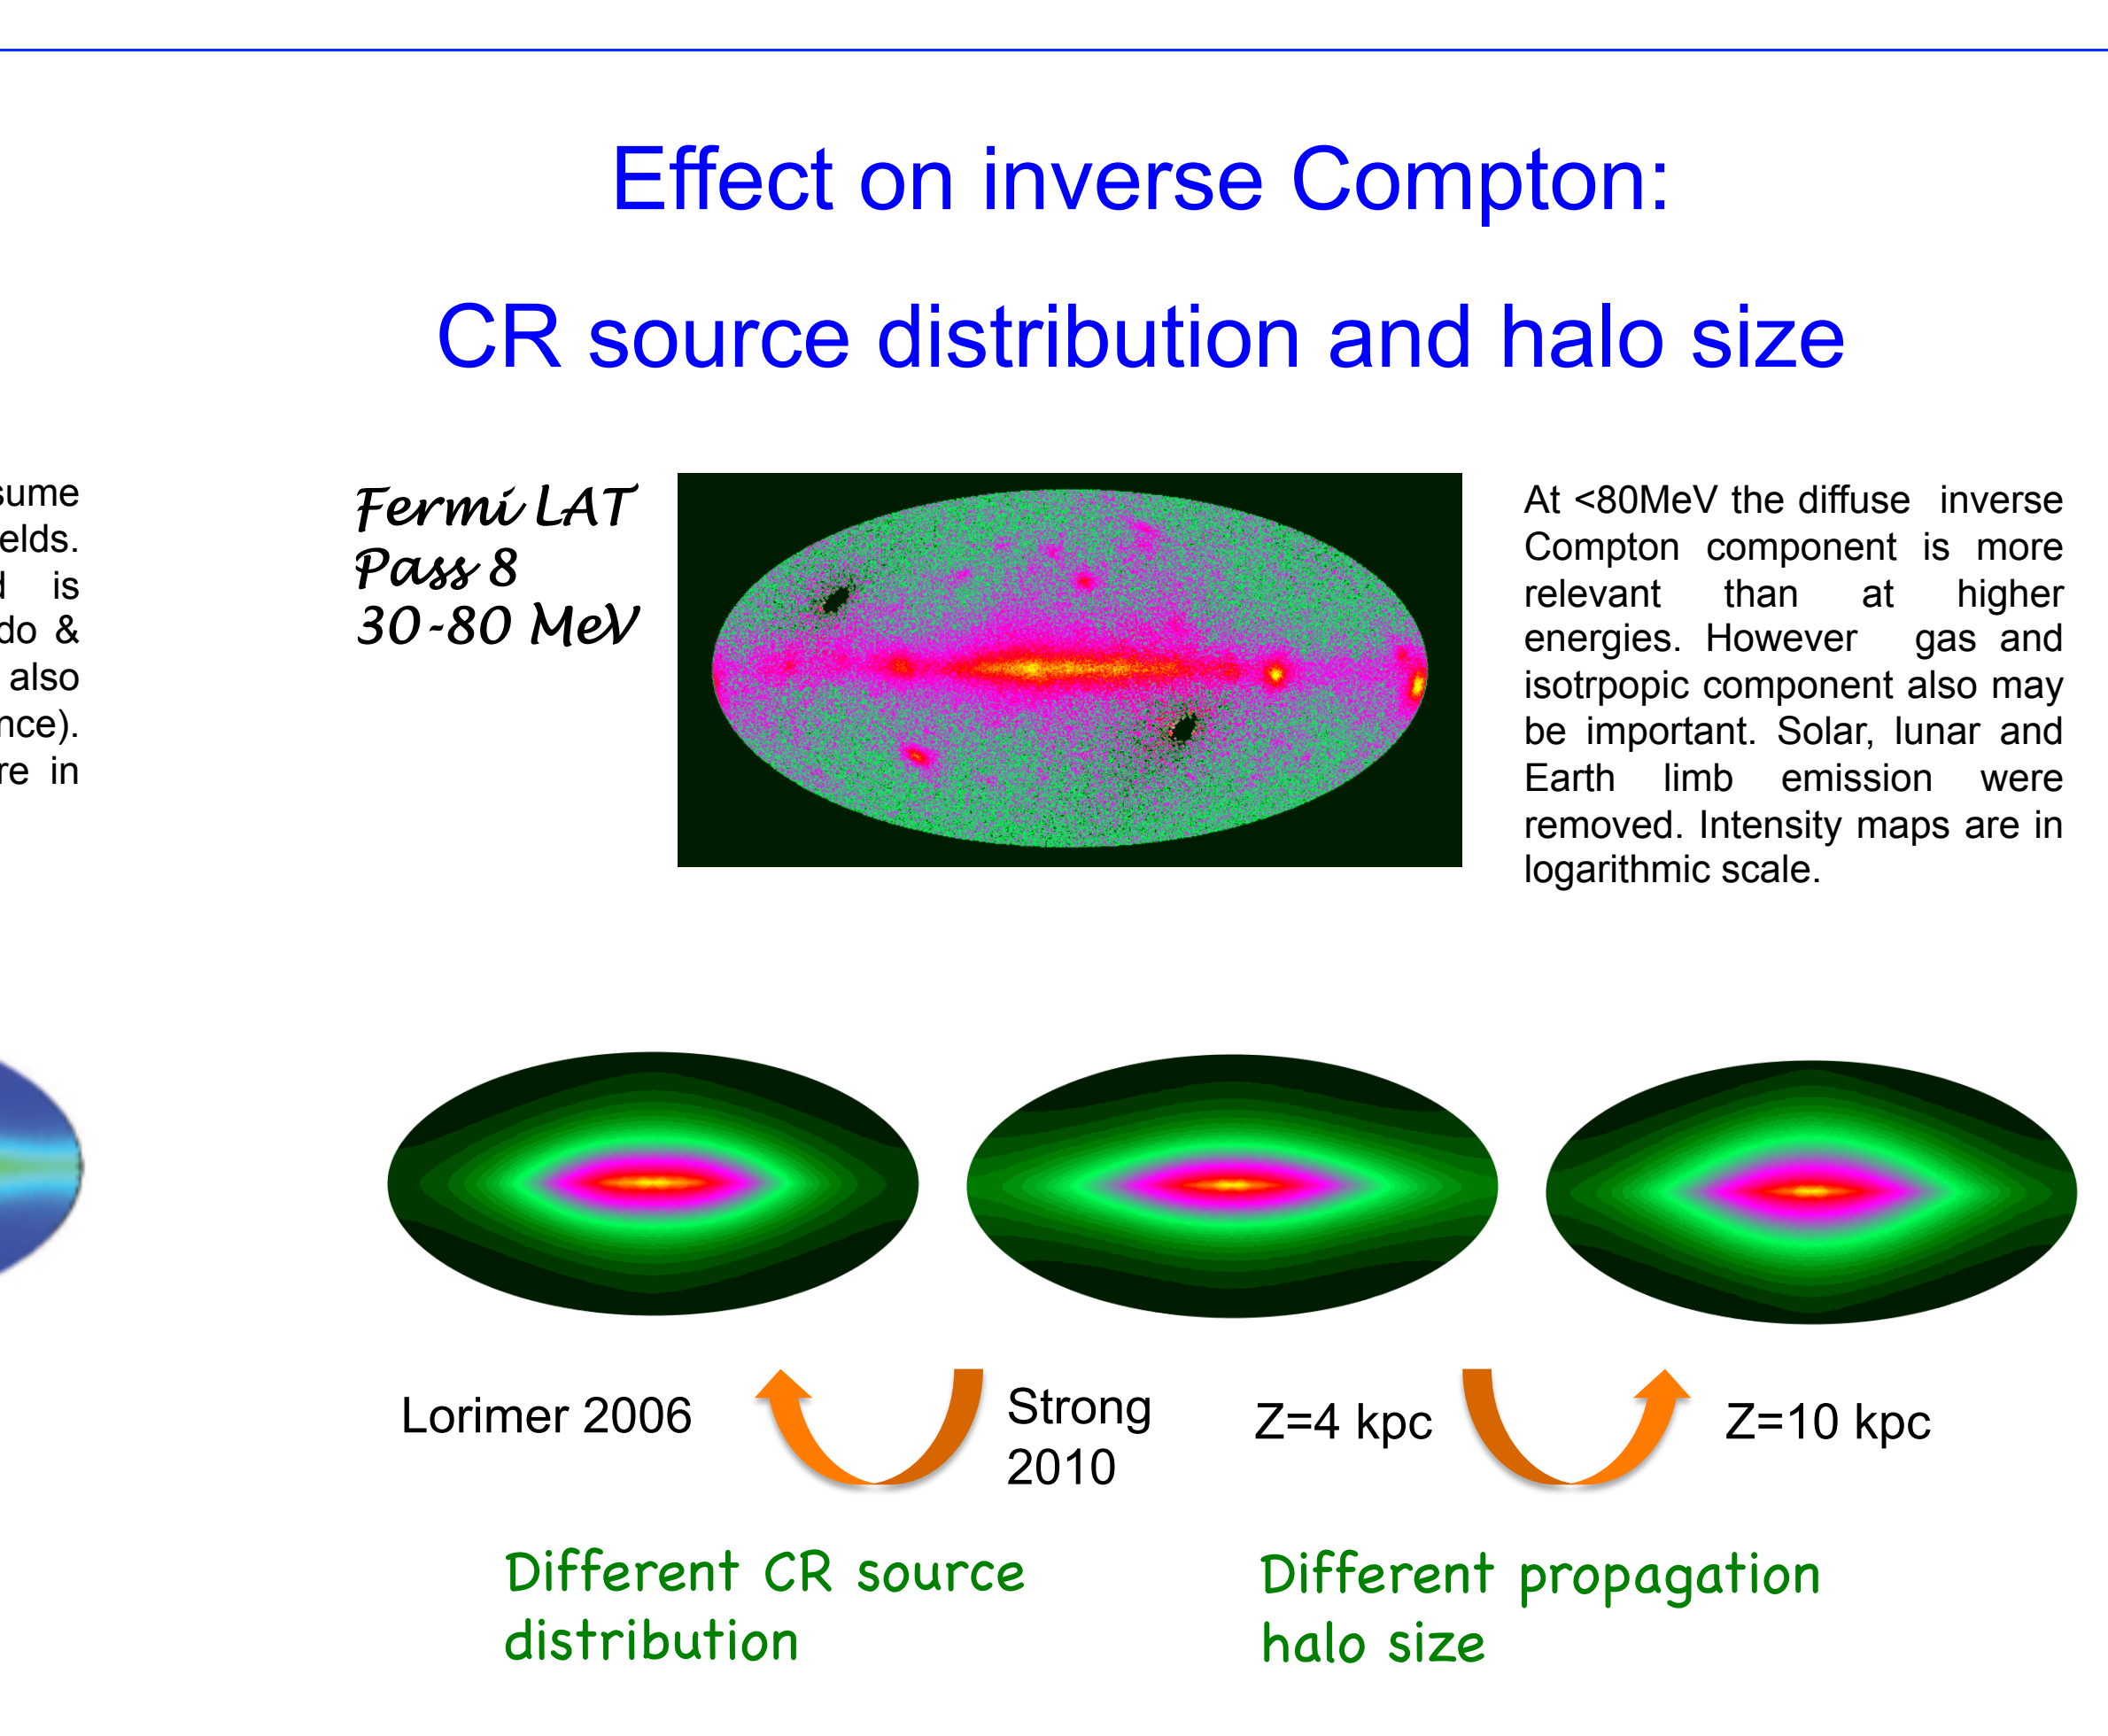 Effect on inverse Compton:
CR source distribution and halo size
sume
elds.
is
do &
also
nce).
re in
Fermi LAT
Pass 8
30-80 MeV
At <80MeV the diffuse inverse
Compton component is more
relevant than at higher
energies. However gas and
isotrpopic component also may
be important. Solar, lunar and
Earth limb emission were
removed. Intensity maps are in
logarithmic scale.
Lorimer 2006
Strong
2010
Z=4 kpc
Z=10 kpc
Different CR source
distribution
Different propagation
halo size